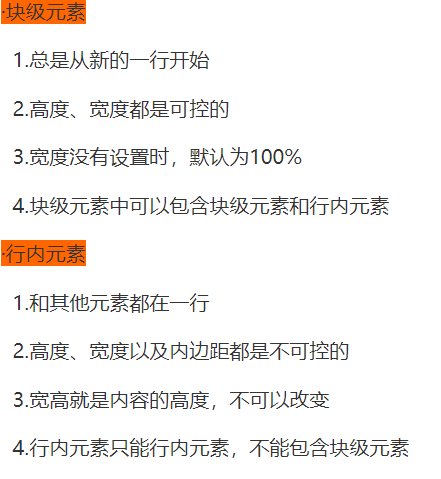 ·块级元素
1.总是从新的一行开始
2.高度、宽度都是可控的
3.宽度没有设置时，默认为100%
4.块级元素中可以包含块级元素和行内元素
·行内元素
1.和其他元素都在一行
2.高度、宽度以及内边距都是不可控的
3.宽高就是内容的高度，不可以改变
4.行内元素只能行内元素，不能包含块级元素